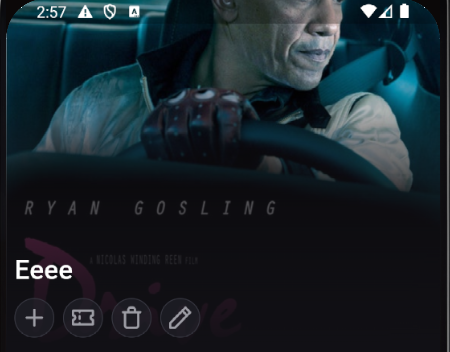 2:57
RYAN GOSLING
A NICOLAS WINDING REFN FILM
Drive
Eeee